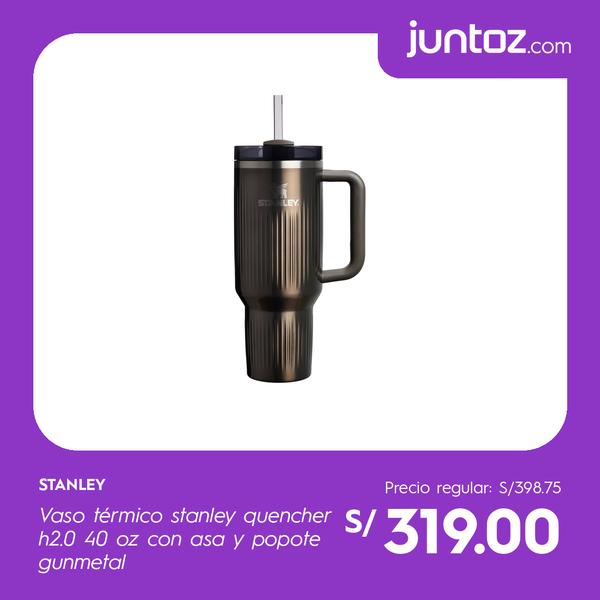 juntoz.com
STANLEY
STANLEY
Precio regular: S/398.75
Vaso térmico stanley quencher
h2.0 40 oz con asa y popote
gunmetal
S/ 319.00